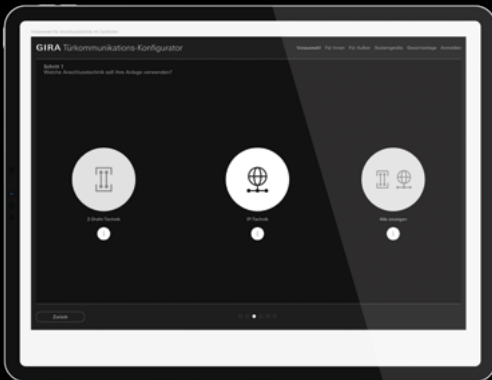 GIRA Türkommunikations-Konfigurator
Vorauswahl Für Innen Für Außen Systemgeräte Gesamtanlage Anmelden
Schritt 1
Welche Anschlusstechnik soll Ihre Anlage verwenden?
2-Draht-Technik
IP-Technik
Alle anzeigen
Zurück